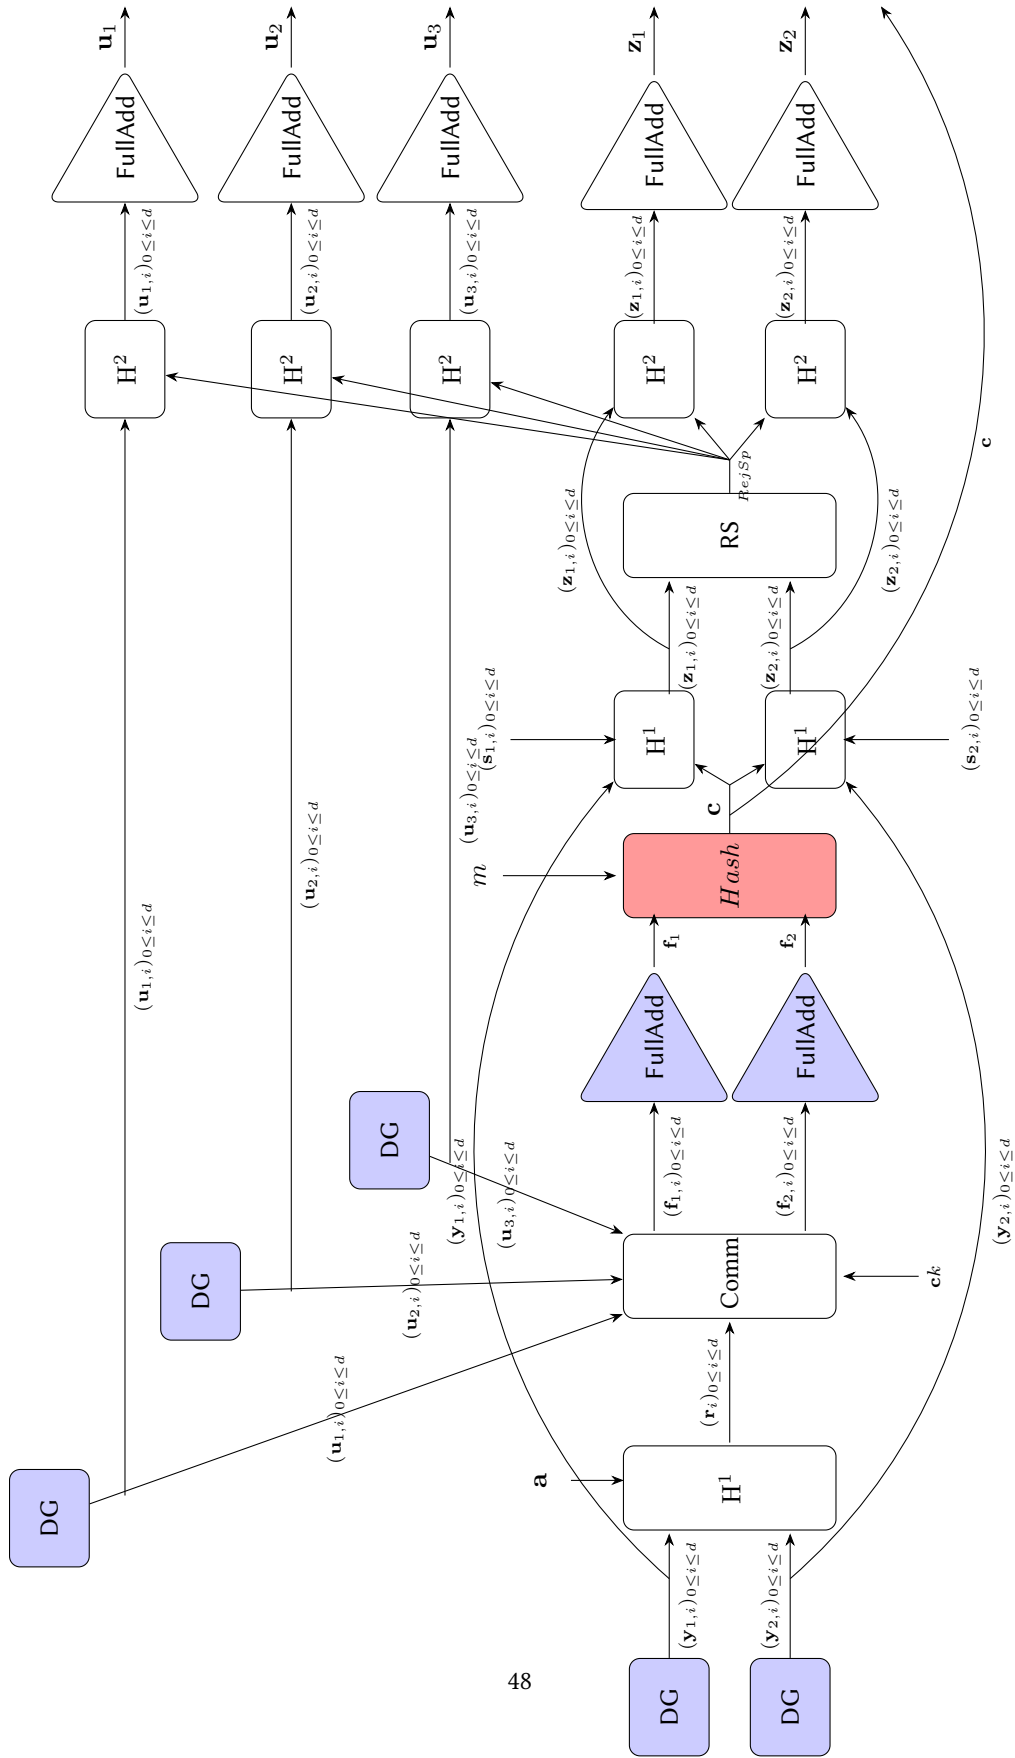 DG
𝐮₁
H²
FullAdd
(𝐮₁,ᵢ)₀≤ᵢ≤d
(𝐮₁,ᵢ)₀≤ᵢ≤d
DG
𝐮₂
H²
FullAdd
(𝐮₂,ᵢ)₀≤ᵢ≤d
(𝐮₂,ᵢ)₀≤ᵢ≤d
(𝐮₁,ᵢ)₀≤ᵢ≤d
DG
(𝐮₂,ᵢ)₀≤ᵢ≤d
𝐮₃
H²
FullAdd
(𝐮₃,ᵢ)₀≤ᵢ≤d
(𝐮₃,ᵢ)₀≤ᵢ≤d
(𝐲₁,ᵢ)₀≤ᵢ≤d
m
(𝐬₁,ᵢ)₀≤ᵢ≤d
(𝐮₃,ᵢ)₀≤ᵢ≤d
𝐚
(𝐳₁,ᵢ)₀≤ᵢ≤d
(𝐳₁,ᵢ)₀≤ᵢ≤d
𝐳₁
FullAdd
H¹
H²
FullAdd
DG
(𝐲₁,ᵢ)₀≤ᵢ≤d
(𝐟₁,ᵢ)₀≤ᵢ≤d
𝐟₁
(𝐳₁,ᵢ)₀≤ᵢ≤d
(𝐫ᵢ)₀≤ᵢ≤d
𝐜
H¹
Comm
Hash
RS
RejSp
(𝐲₂,ᵢ)₀≤ᵢ≤d
(𝐟₂,ᵢ)₀≤ᵢ≤d
𝐟₂
(𝐳₂,ᵢ)₀≤ᵢ≤d
(𝐳₂,ᵢ)₀≤ᵢ≤d
𝐳₂
DG
FullAdd
H¹
H²
FullAdd
(𝐳₂,ᵢ)₀≤ᵢ≤d
𝐜k
(𝐬₂,ᵢ)₀≤ᵢ≤d
𝐜
(𝐲₂,ᵢ)₀≤ᵢ≤d
48